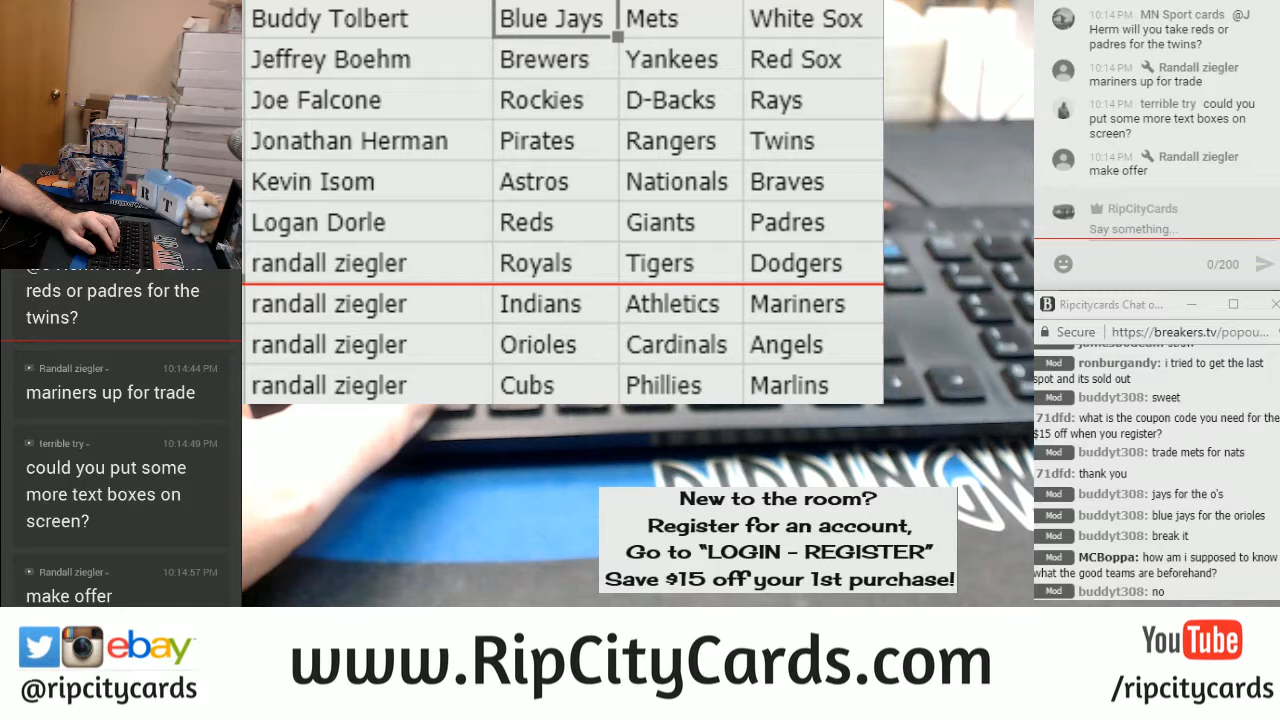 Buddy Tolbert Blue Jays Mets White Sox
Jeffrey Boehm Brewers Yankees Red Sox
Joe Falcone Rockies D-Backs Rays
Jonathan Herman Pirates Rangers Twins
Kevin Isom Astros Nationals Braves
Logan Dorle Reds Giants Padres
randall ziegler Royals Tigers Dodgers
randall ziegler Indians Athletics Mariners
randall ziegler Orioles Cardinals Angels
randall ziegler Cubs Phillies Marlins
R T
reds or padres for the
twins?
Randall ziegler- 10:14:44 PM
mariners up for trade
terrible try- 10:14:49 PM
could you put some
more text boxes on
screen?
Randall ziegler- 10:14:57 PM
make offer
New to the room?
Register for an account,
Go to “LOGIN - REGISTER”
Save $15 off your 1st purchase!
10:14 PM MN Sport cards @J
Herm will you take reds or
padres for the twins?
10:14 PM Randall ziegler
mariners up for trade
10:14 PM terrible try could you
put some more text boxes on
screen?
10:14 PM Randall ziegler
make offer
RipCityCards
Say something...
0/200
B Ripcitycards Chat o...
Secure https://breakers.tv/popou...
Mod ronburgandy: i tried to get the last
spot and its sold out
Mod buddyt308: sweet
71dfd: what is the coupon code you need for the
$15 off when you register?
Mod buddyt308: trade mets for nats
71dfd: thank you
Mod buddyt308: jays for the o's
Mod buddyt308: blue jays for the orioles
Mod buddyt308: break it
Mod MCBoppa: how am i supposed to know
what the good teams are beforehand?
Mod buddyt308: no
ebay
@ripcitycards
www.RipCityCards.com
YouTube
/ripcitycards